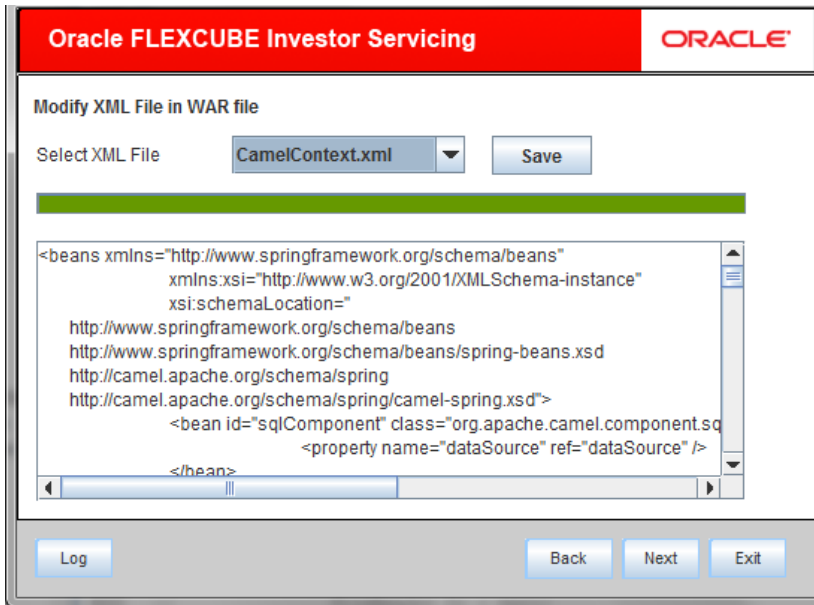 Oracle FLEXCUBE Investor Servicing
ORACLE
Modify XML File in WAR file
Select XML File
CamelContext.xml
Save
<beans xmlns="http://www.springframework.org/schema/beans"
xmlns:xsi="http://www.w3.org/2001/XMLSchema-instance"
xsi:schemaLocation="
http://www.springframework.org/schema/beans
http://www.springframework.org/schema/beans/spring-beans.xsd
http://camel.apache.org/schema/spring
http://camel.apache.org/schema/spring/camel-spring.xsd">
<bean id="sqlComponent" class="org.apache.camel.component.sq
<property name="dataSource" ref="dataSource" />
</bean>
Log
Back
Next
Exit